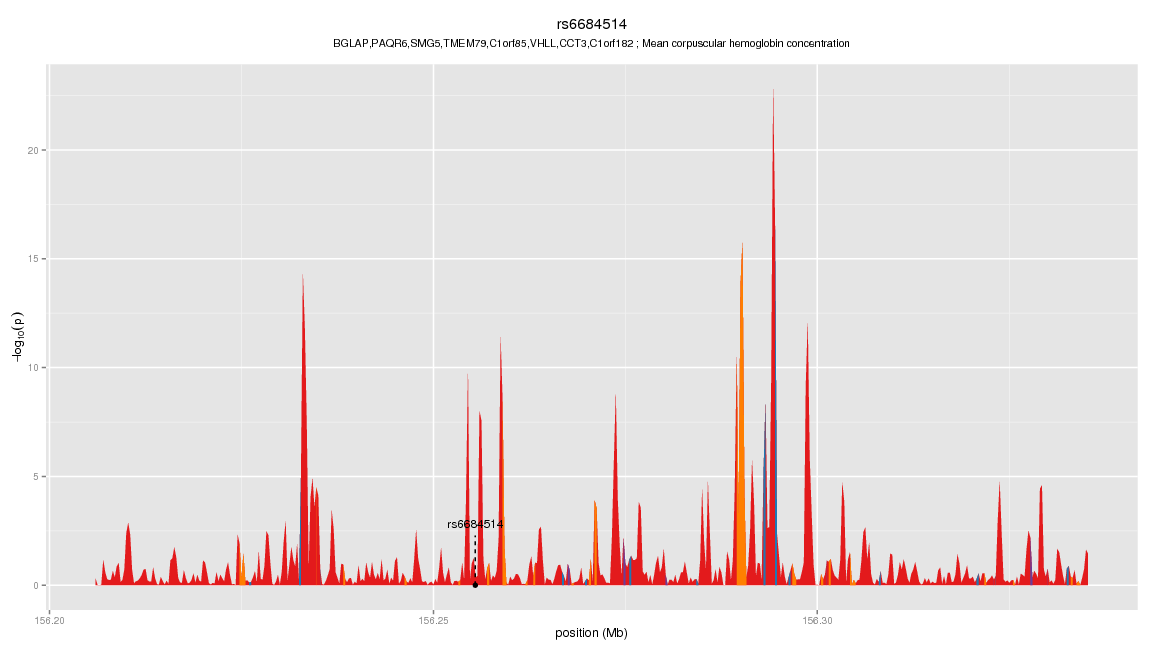 rs6684514
BGLAP,PAQR6,SMG5,TMEM79,C1orf85,VHLL,CCT3,C1orf182 ; Mean corpuscular hemoglobin concentration
20
15
10
5
0
−log10(p)
rs6684514
156.20
156.25
156.30
position (Mb)